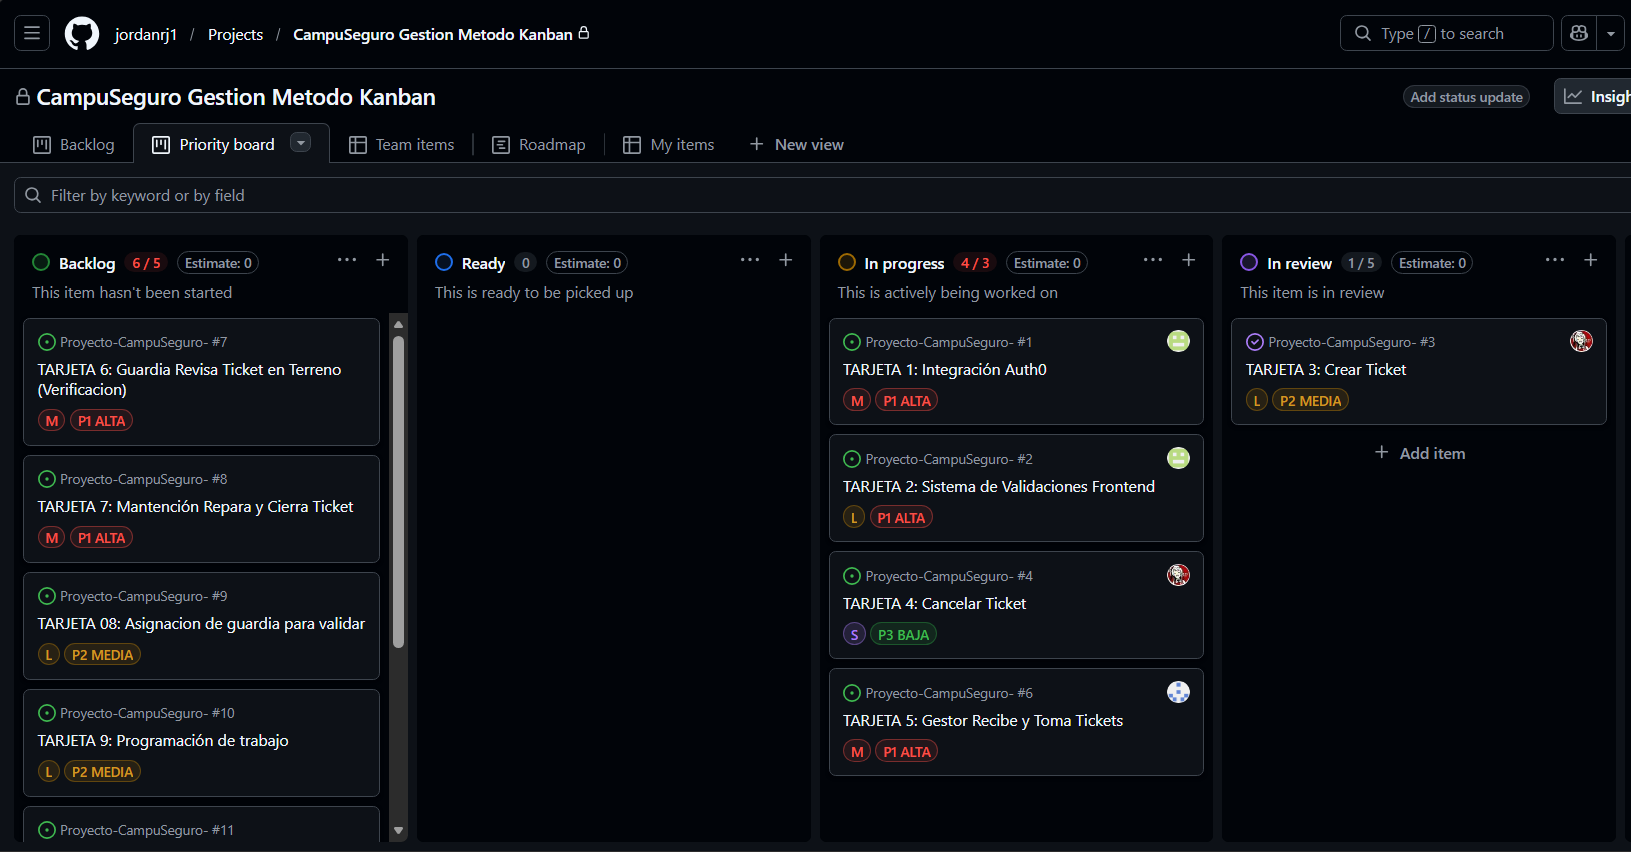 jordanrj1 / Projects / CampuSeguro Gestion Metodo Kanban
Type / to search
CampuSeguro Gestion Metodo Kanban
Add status update
Insigh
Backlog
Priority board
Team items
Roadmap
My items
New view
Filter by keyword or by field
Backlog 6 / 5 Estimate: 0
This item hasn't been started
Proyecto-CampuSeguro- #7
TARJETA 6: Guardia Revisa Ticket en Terreno
(Verificacion)
M P1 ALTA
Proyecto-CampuSeguro- #8
TARJETA 7: Mantención Repara y Cierra Ticket
M P1 ALTA
Proyecto-CampuSeguro- #9
TARJETA 08: Asignacion de guardia para validar
L P2 MEDIA
Proyecto-CampuSeguro- #10
TARJETA 9: Programación de trabajo
L P2 MEDIA
Proyecto-CampuSeguro- #11
Ready 0 Estimate: 0
This is ready to be picked up
In progress 4 / 3 Estimate: 0
This is actively being worked on
Proyecto-CampuSeguro- #1
TARJETA 1: Integración Auth0
M P1 ALTA
Proyecto-CampuSeguro- #2
TARJETA 2: Sistema de Validaciones Frontend
L P1 ALTA
Proyecto-CampuSeguro- #4
TARJETA 4: Cancelar Ticket
S P3 BAJA
Proyecto-CampuSeguro- #6
TARJETA 5: Gestor Recibe y Toma Tickets
M P1 ALTA
In review 1 / 5 Estimate: 0
This item is in review
Proyecto-CampuSeguro- #3
TARJETA 3: Crear Ticket
L P2 MEDIA
Add item